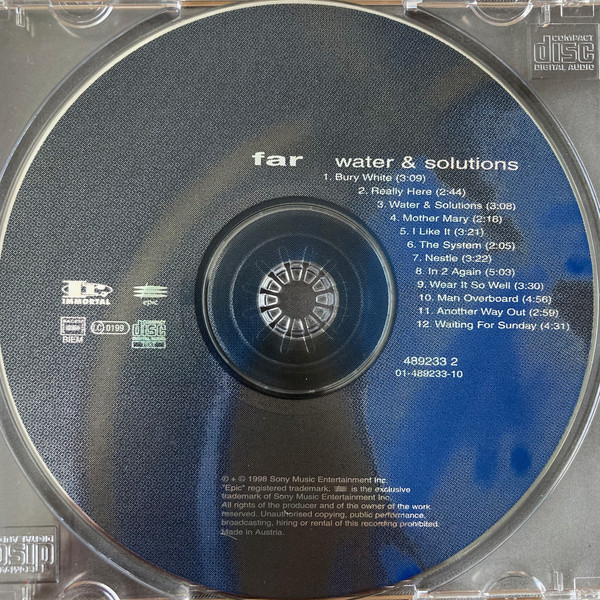 COMPACT
disc
DIGITAL AUDIO
far water & solutions
1. Bury White (3:09)
2. Really Here (2:44)
3. Water & Solutions (3:08)
4. Mother Mary (2:16)
5. I Like It (3:21)
6. The System (2:05)
7. Nestle (3:22)
8. In 2 Again (5:03)
9. Wear It So Well (3:30)
10. Man Overboard (4:56)
11. Another Way Out (2:59)
12. Waiting For Sunday (4:31)
IMMORTAL
epic
BIEM
LC 0199
disc
489233 2
01-489233-10
℗ + © 1998 Sony Music Entertainment Inc.
"Epic" registered trademark, is the exclusive
trademark of Sony Music Entertainment Inc.
All rights of the producer and of the owner of the work
reserved. Unauthorised copying, public performance,
broadcasting, hiring or rental of this recording prohibited.
Made in Austria.
COMPACT
disc
DIGITAL AUDIO